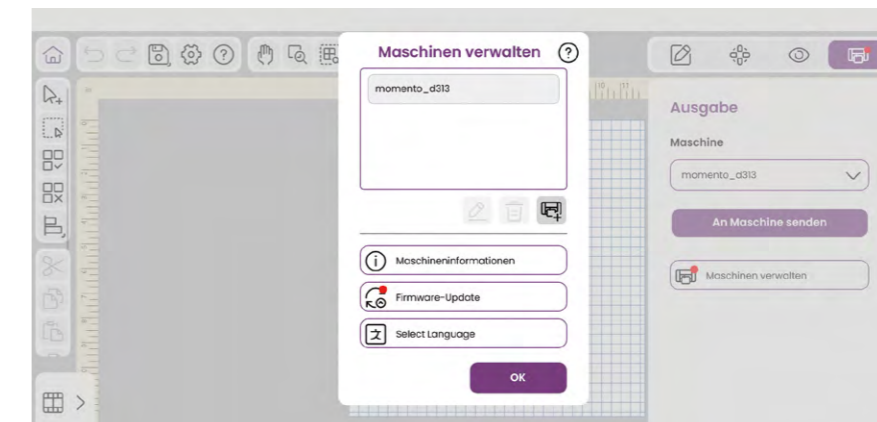 Maschinen verwalten
momento_d313
Maschineninformationen
Firmware-Update
Select Language
OK
Ausgabe
Maschine
momento_d313
An Maschine senden
Maschinen verwalten